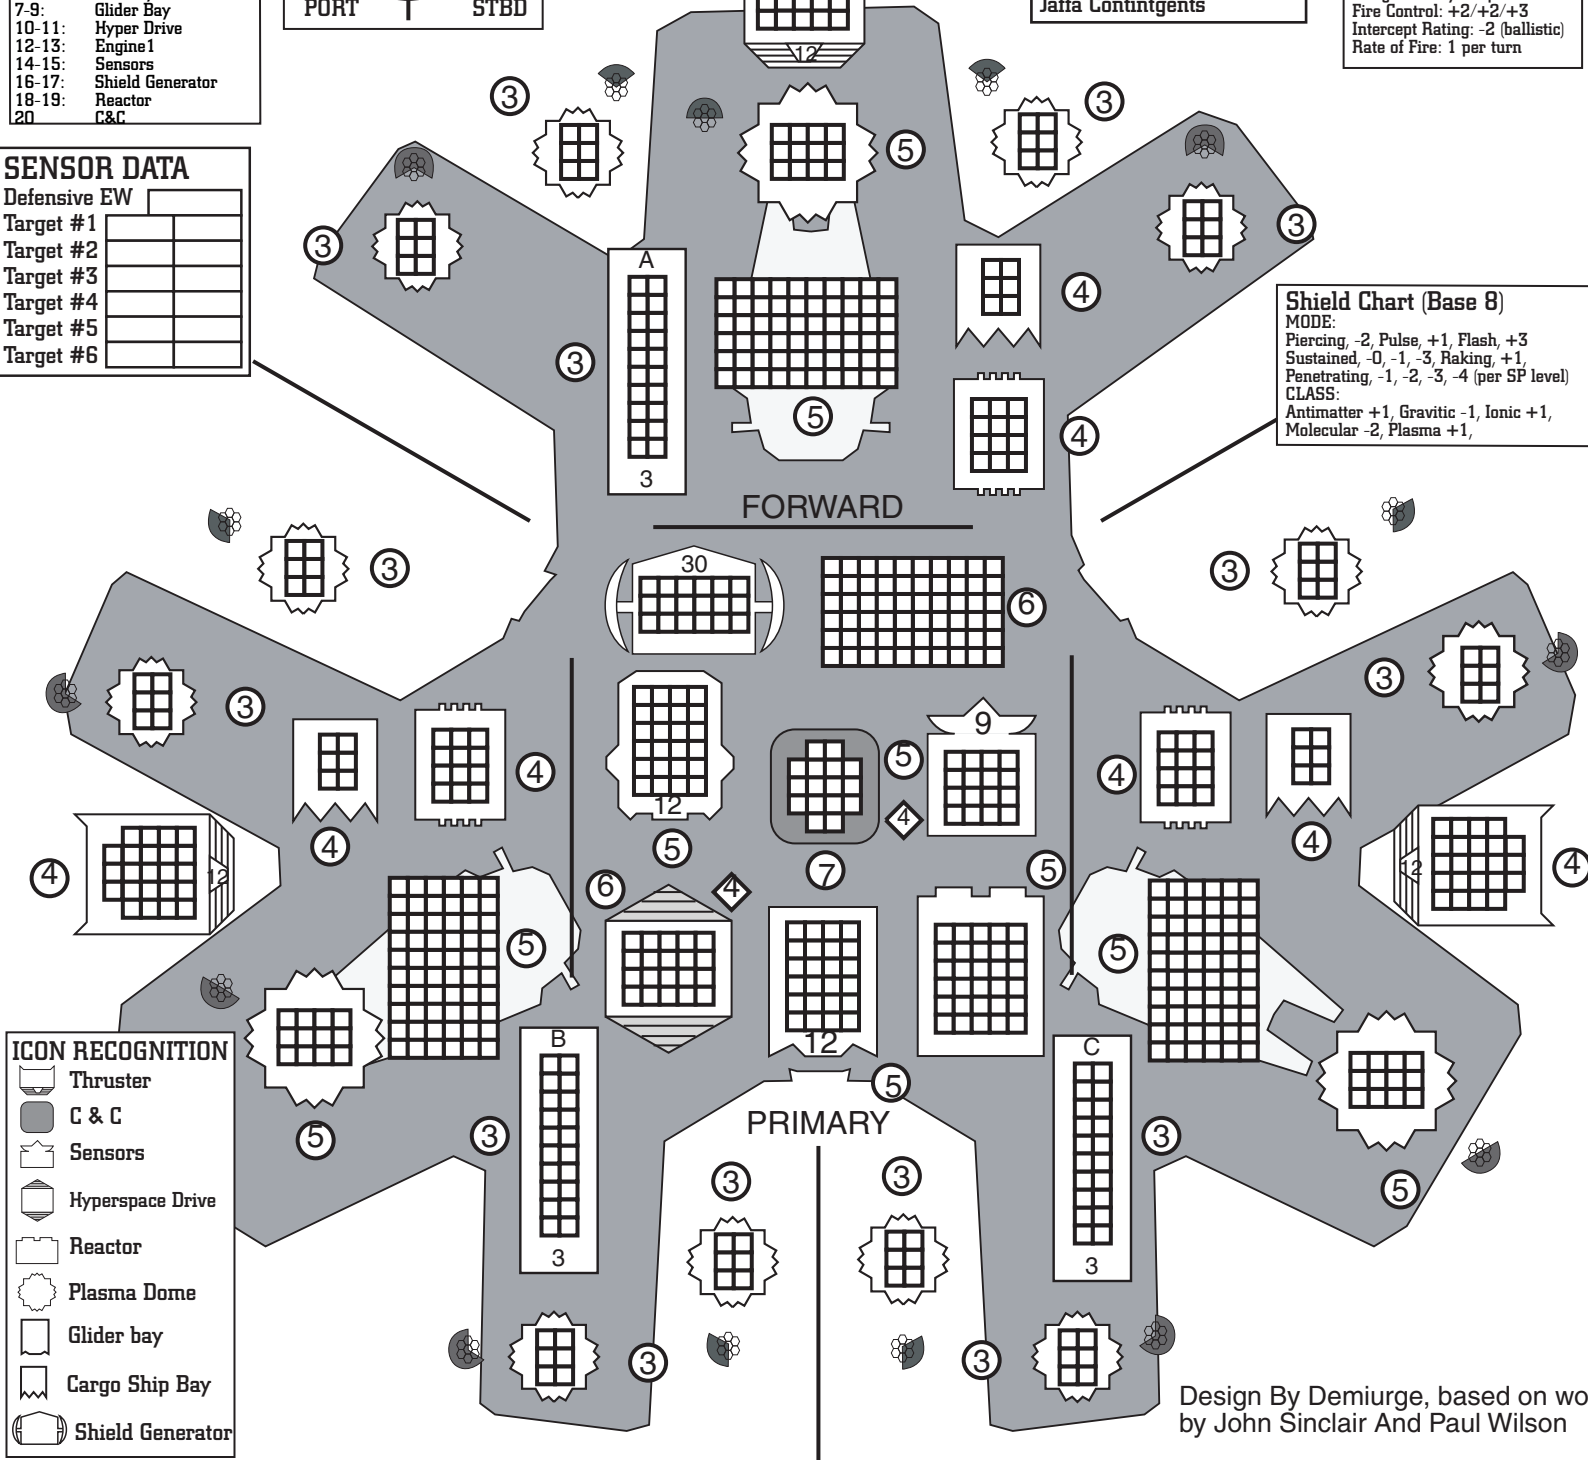 7-9: Glider Bay
10-11: Hyper Drive
12-13: Engine1
14-15: Sensors
16-17: Shield Generator
18-19: Reactor
20 C&C
PORT STBD
Jaffa Contintgents
Fire Control: +2/+2/+3
Intercept Rating: -2 (ballistic)
Rate of Fire: 1 per turn
SENSOR DATA
Defensive EW
Target #1
Target #2
Target #3
Target #4
Target #5
Target #6
12
3
3
5
3
3
A
3
3
4
5
4
Shield Chart (Base 8)
MODE:
Piercing, -2, Pulse, +1, Flash, +3
Sustained, -0, -1, -3, Raking, +1,
Penetrating, -1, -2, -3, -4 (per SP level)
CLASS:
Antimatter +1, Gravitic -1, Ionic +1,
Molecular -2, Plasma +1,
FORWARD
3
30
6
3
3
3
4
4
12
5
5
4
9
7
4
4
4
12
12
4
5
6
4
12
5
5
5
5
B
3
3
C
3
3
5
PRIMARY
3
3
3
3
5
ICON RECOGNITION
Thruster
C & C
Sensors
Hyperspace Drive
Reactor
Plasma Dome
Glider bay
Cargo Ship Bay
Shield Generator
Design By Demiurge, based on wo
by John Sinclair And Paul Wilson